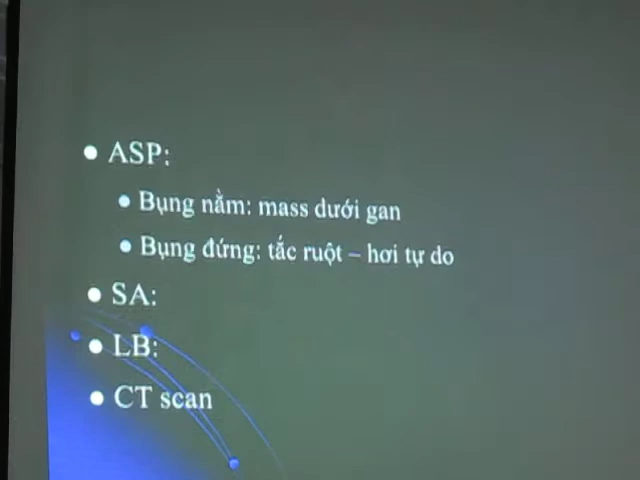 ASP:
Bụng nằm: mass dưới gan
Bụng đứng: tắc ruột – hơi tự do
SA:
LB:
CT scan